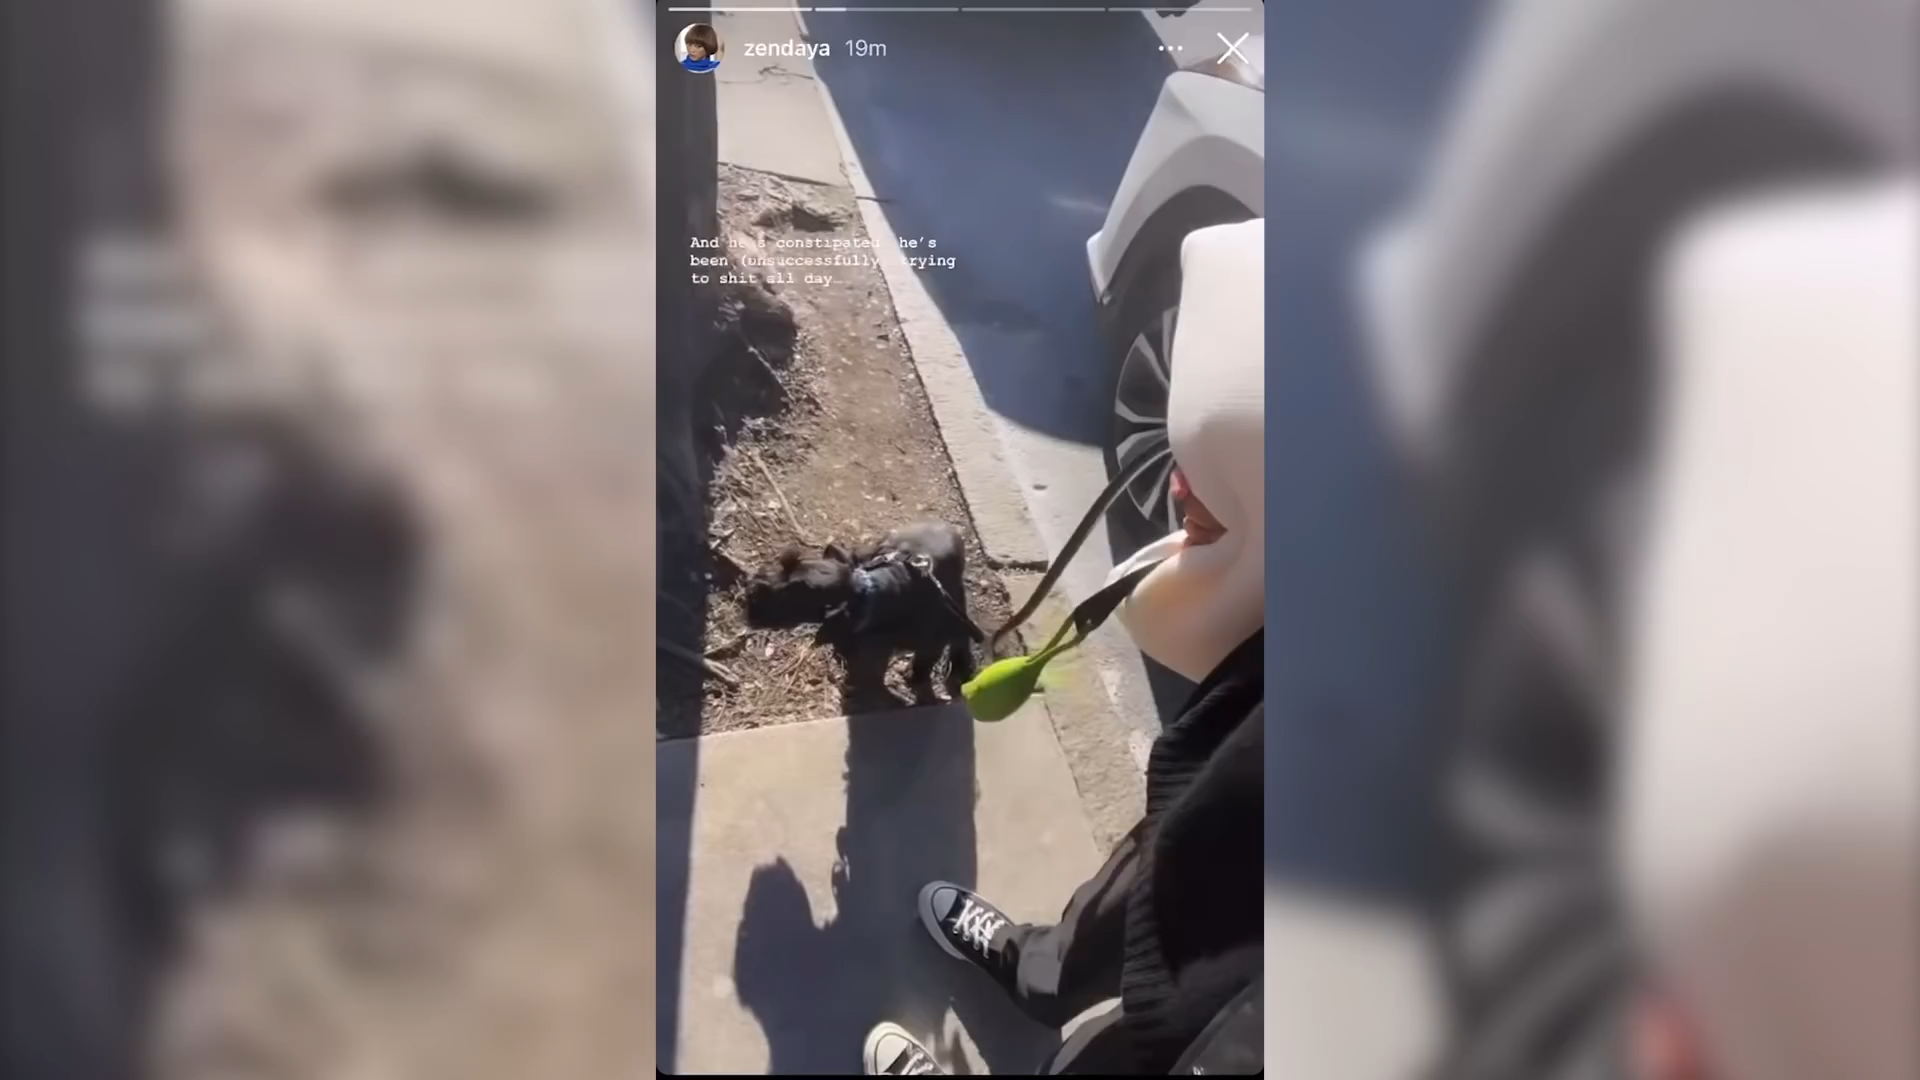 zendaya 19m
And he's constipated he's
been (unsuccessfully) trying
to shit all day…